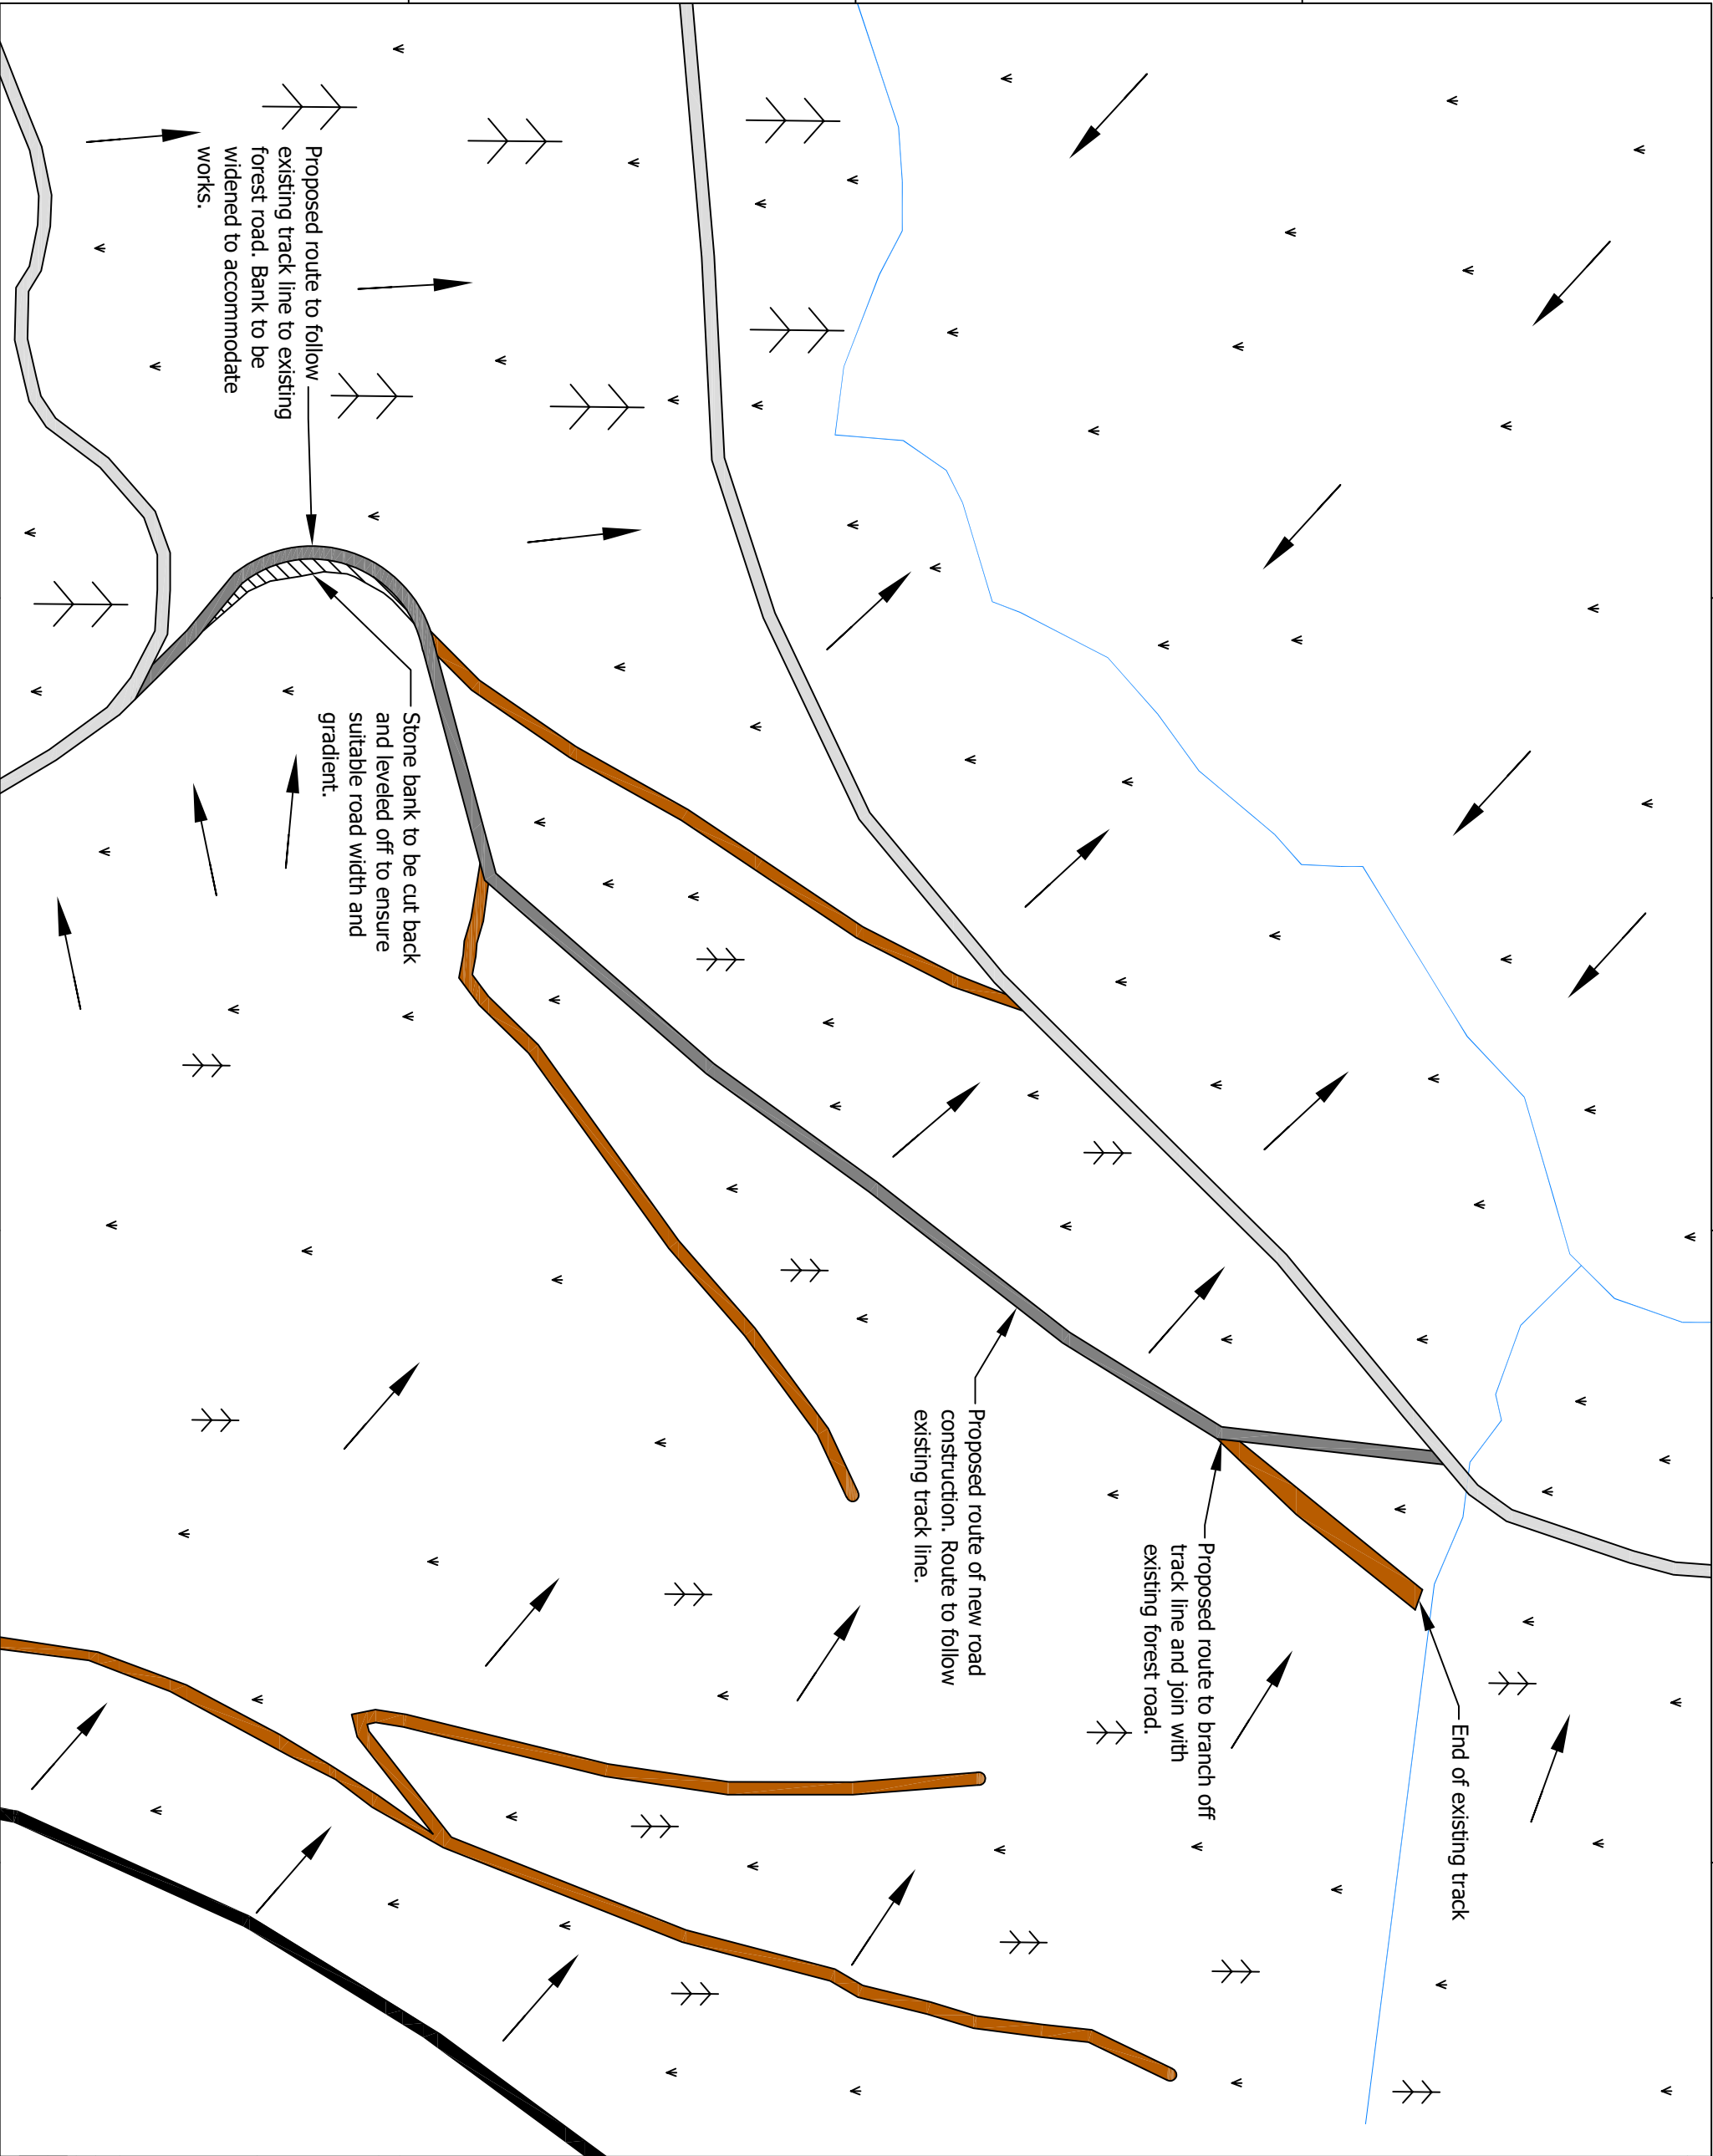 Proposed route to follow
existing track line to existing
forest road. Bank to be
widened to accommodate
works.
Stone bank to be cut back
and leveled off to ensure
suitable road width and
gradient.
Proposed route of new road
construction. Route to follow
existing track line.
Proposed route to branch off
track line and join with
existing forest road.
End of existing track